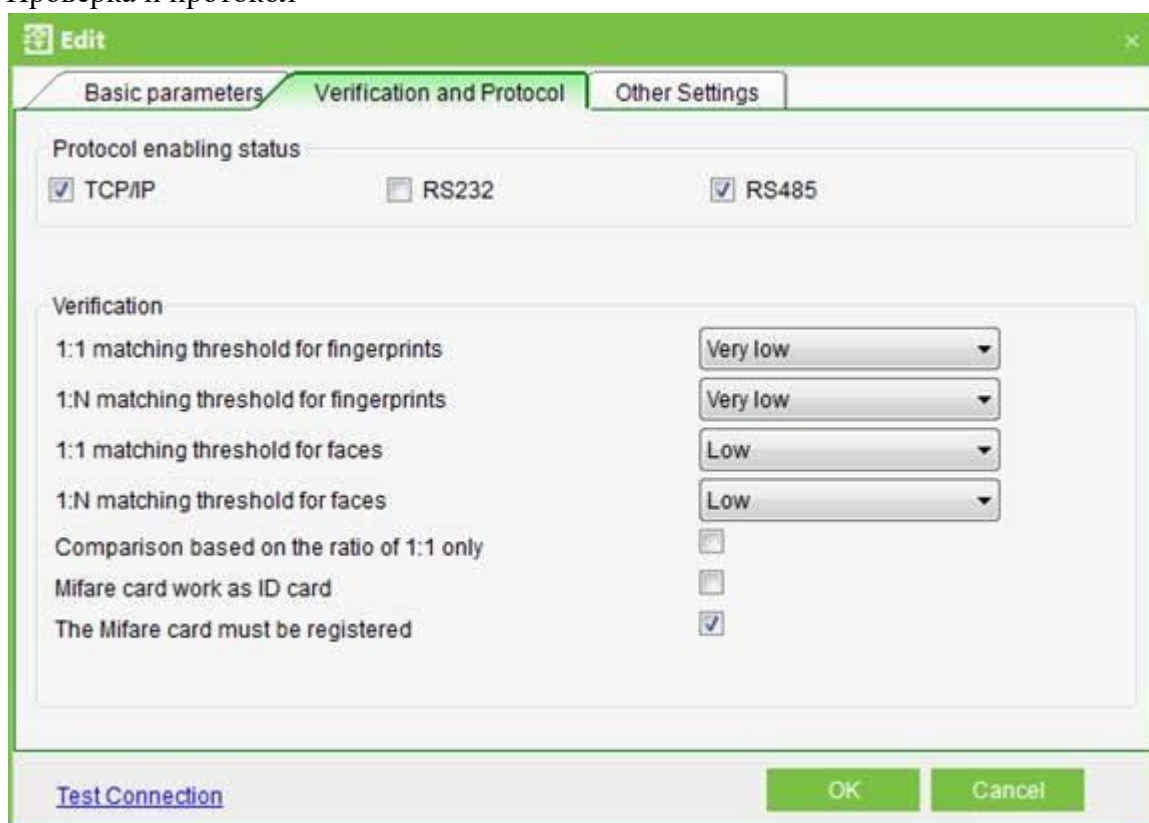 Проверка и протокол
Edit
Basic parameters Verification and Protocol Other Settings
Protocol enabling status
TCP/IP RS232 RS485
Verification
1:1 matching threshold for fingerprints Very low
1:N matching threshold for fingerprints Very low
1:1 matching threshold for faces Low
1:N matching threshold for faces Low
Comparison based on the ratio of 1:1 only
Mifare card work as ID card
The Mifare card must be registered
Test Connection OK Cancel